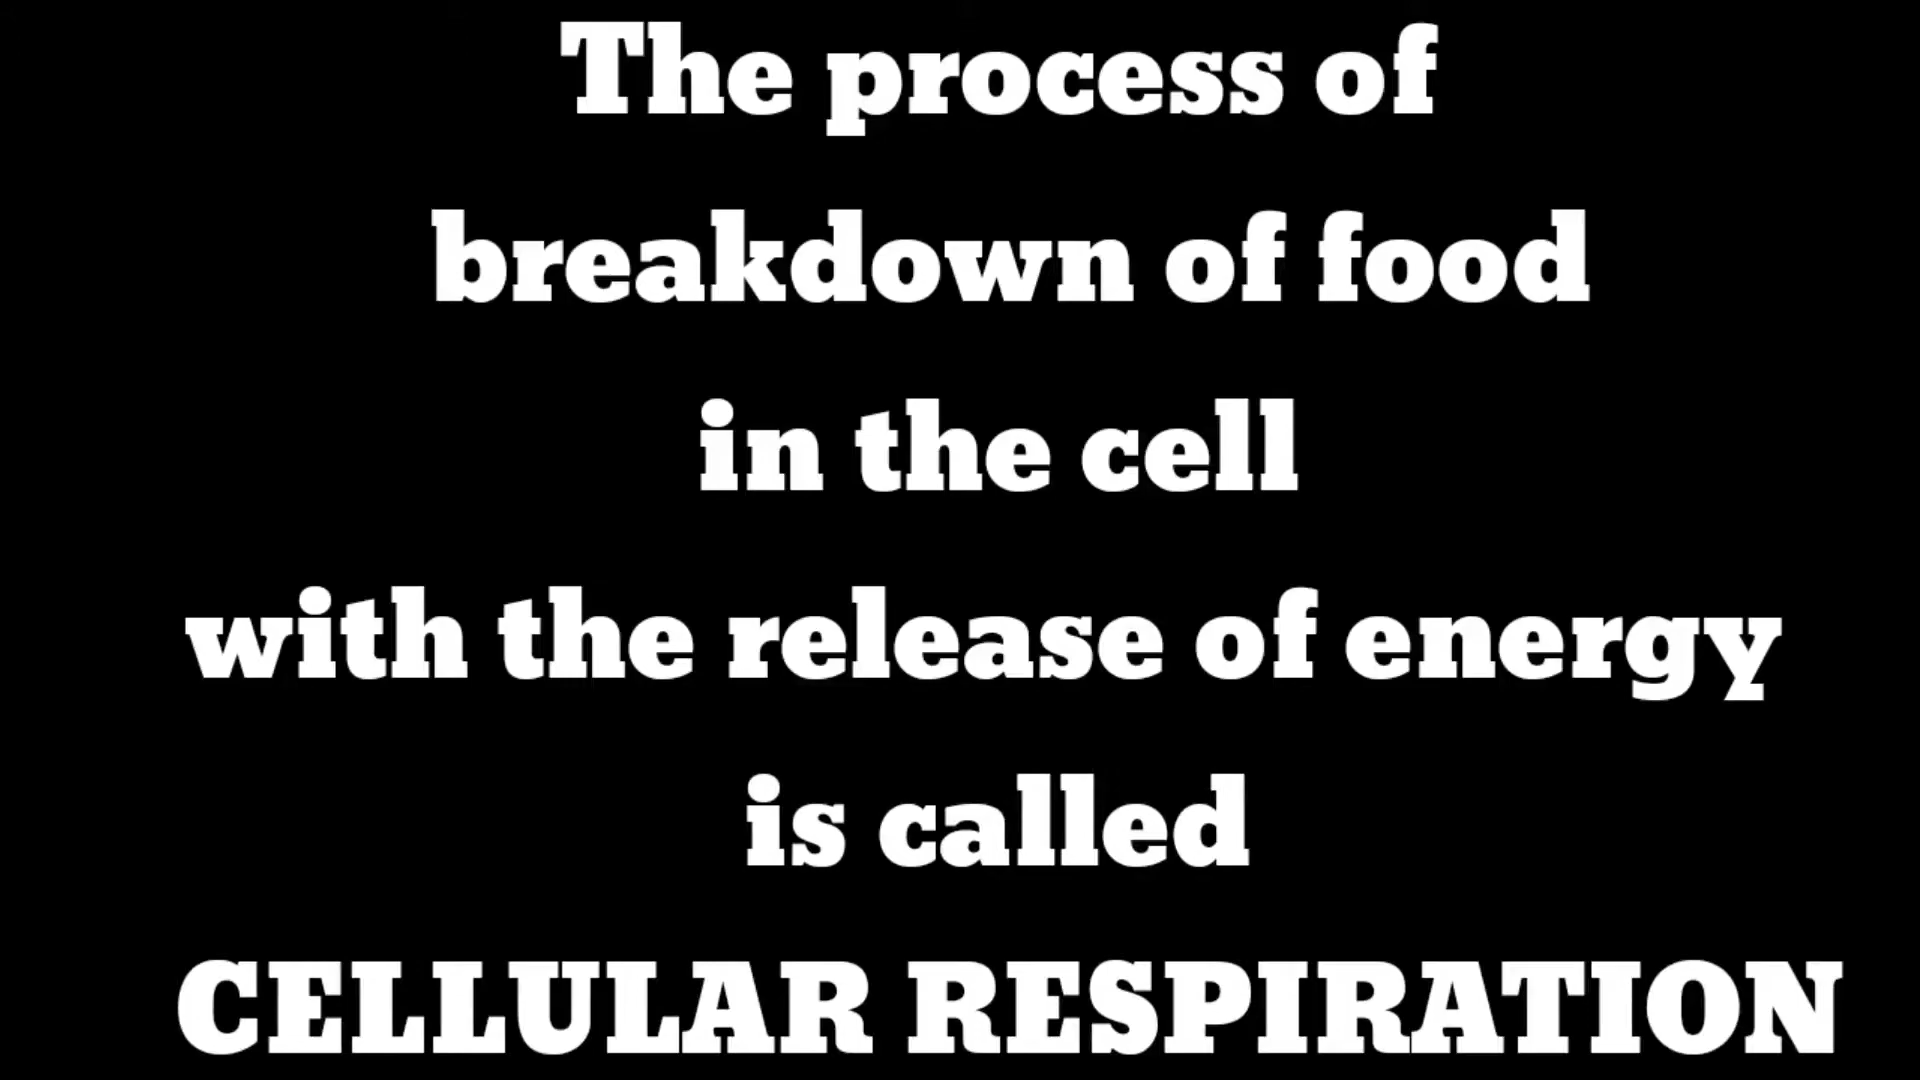 The process of
breakdown of food
in the cell
with the release of energy
is called
CELLULAR RESPIRATION